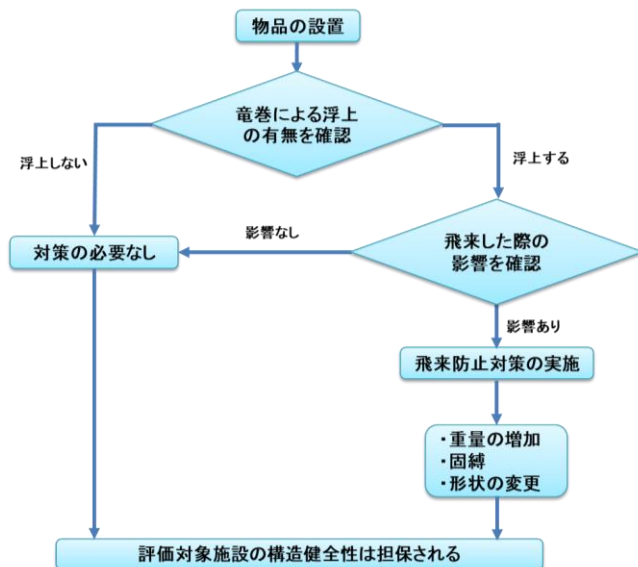 物品の設置
竜巻による浮上
の有無を確認
浮上しない
浮上する
対策の必要なし
影響なし
飛来した際の
影響を確認
影響あり
飛来防止対策の実施
・重量の増加
・固縛
・形状の変更
評価対象施設の構造健全性は担保される